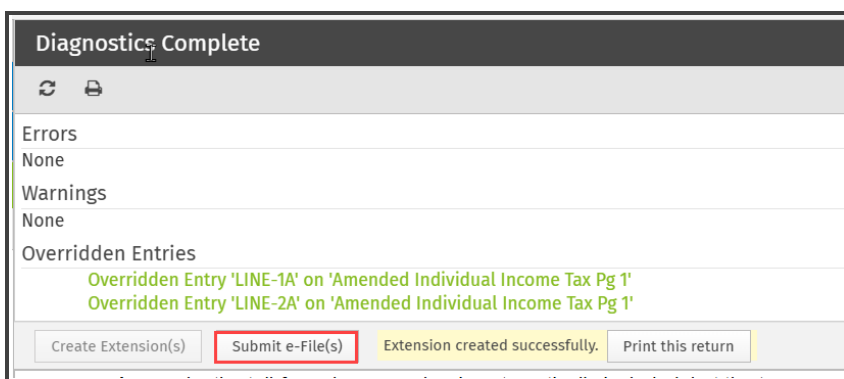 Diagnostics Complete
Errors
None
Warnings
None
Overridden Entries
Overridden Entry 'LINE-1A' on 'Amended Individual Income Tax Pg 1'
Overridden Entry 'LINE-2A' on 'Amended Individual Income Tax Pg 1'
Create Extension(s) Submit e-File(s) Extension created successfully. Print this return